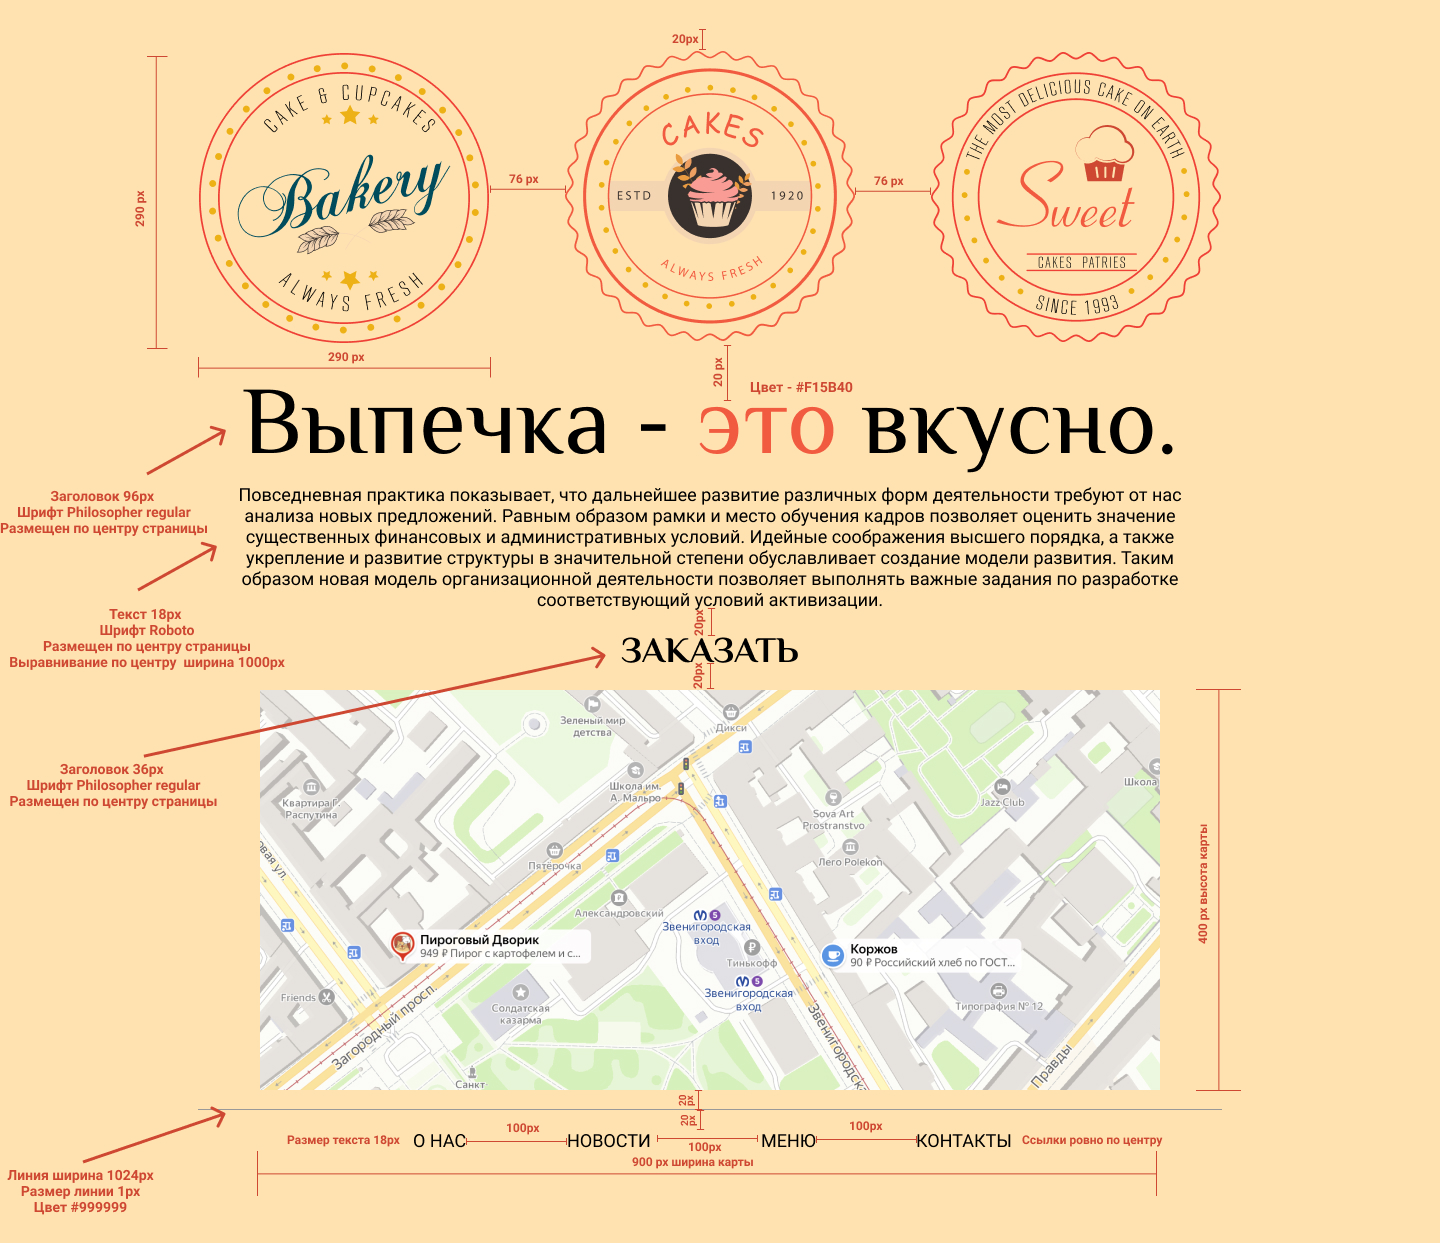 20px
CAKE & CUPCAKES
Bakery
ALWAYS FRESH
CAKES
ESTD
1920
ALWAYS FRESH
THE MOST DELICIOUS CAKE ON EARTH
Sweet
CAKES PATRIES
SINCE 1993
290 px
76 px
76 px
290 px
20 px
Цвет - #F15B40
Выпечка - это вкусно.
Заголовок 96px
Шрифт Philosopher regular
Размещен по центру страницы
Повседневная практика показывает, что дальнейшее развитие различных форм деятельности требуют от нас
анализа новых предложений. Равным образом рамки и место обучения кадров позволяет оценить значение
существенных финансовых и административных условий. Идейные соображения высшего порядка, а также
укрепление и развитие структуры в значительной степени обуславливает создание модели развития. Таким
образом новая модель организационной деятельности позволяет выполнять важные задания по разработке
соответствующий условий активизации.
Текст 18px
Шрифт Roboto
Размещен по центру страницы
Выравнивание по центру ширина 1000px
20px
ЗАКАЗАТЬ
20px
Заголовок 36px
Шрифт Philosopher regular
Размещен по центру страницы
Зеленый мир
детства
Дикси
Школа им.
А. Мальро
Квартира Г.
Распутина
Sova Art
Prostranstvo
Jazz Club
Школа
Пятёрочка
Лего Polekon
овая ул.
Александровский
Звенигородская
вход
Пироговый Дворик
949 ₽ Пирог с картофелем и с...
Тинькофф
Коржов
90 ₽ Российский хлеб по ГОСТ...
Звенигородская
вход
Friends
Солдатская
казарма
Типография № 12
Загородный просп.
Звенигородска
Правды
Санкт
400 px высота карты
20 px
20 px
Размер текста 18px
О НАС
100px
НОВОСТИ
100px
МЕНЮ
100px
КОНТАКТЫ
Ссылки ровно по центру
900 px ширина карты
Линия ширина 1024px
Размер линии 1px
Цвет #999999